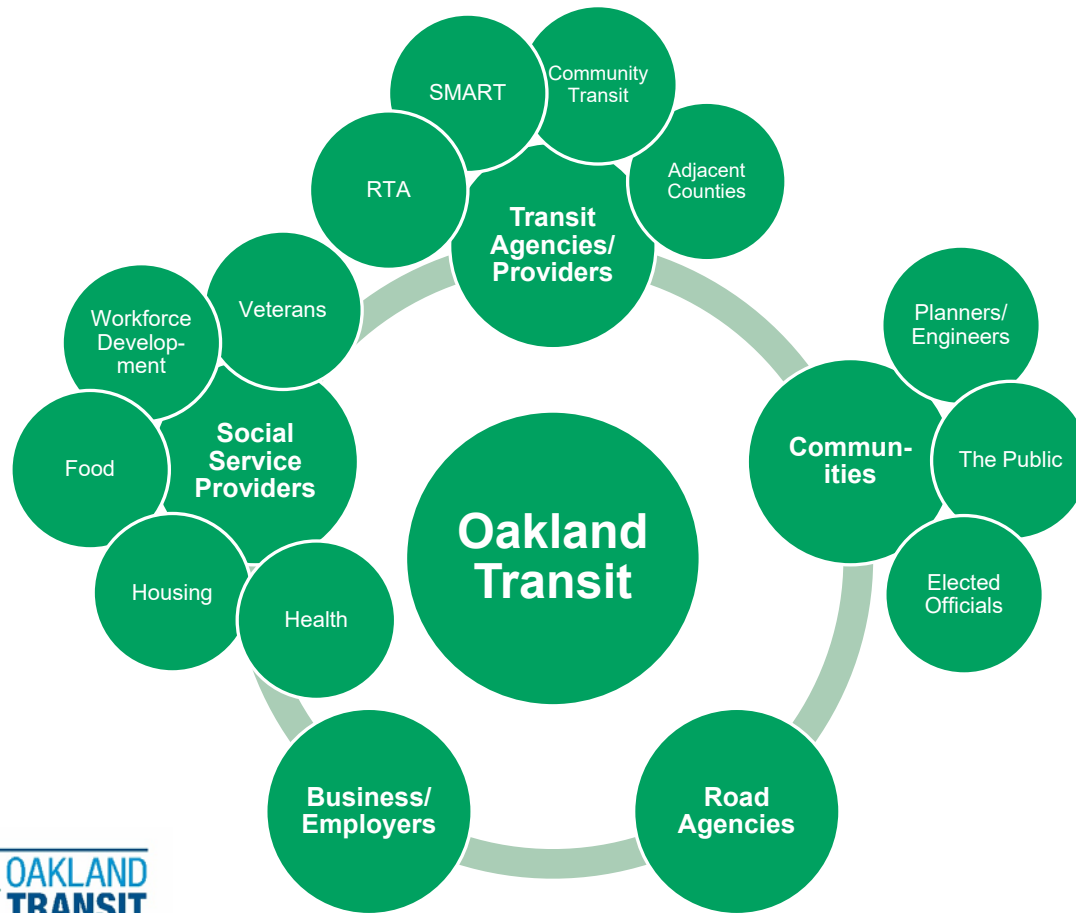 SMART
Community
Transit
RTA
Adjacent
Counties
Transit
Agencies/
Providers
Veterans
Workforce
Develop-
ment
Planners/
Engineers
Food
Social
Service
Providers
Commun-
ities
The Public
Oakland
Transit
Housing
Health
Elected
Officials
Business/
Employers
Road
Agencies
OAKLAND
TRANSIT